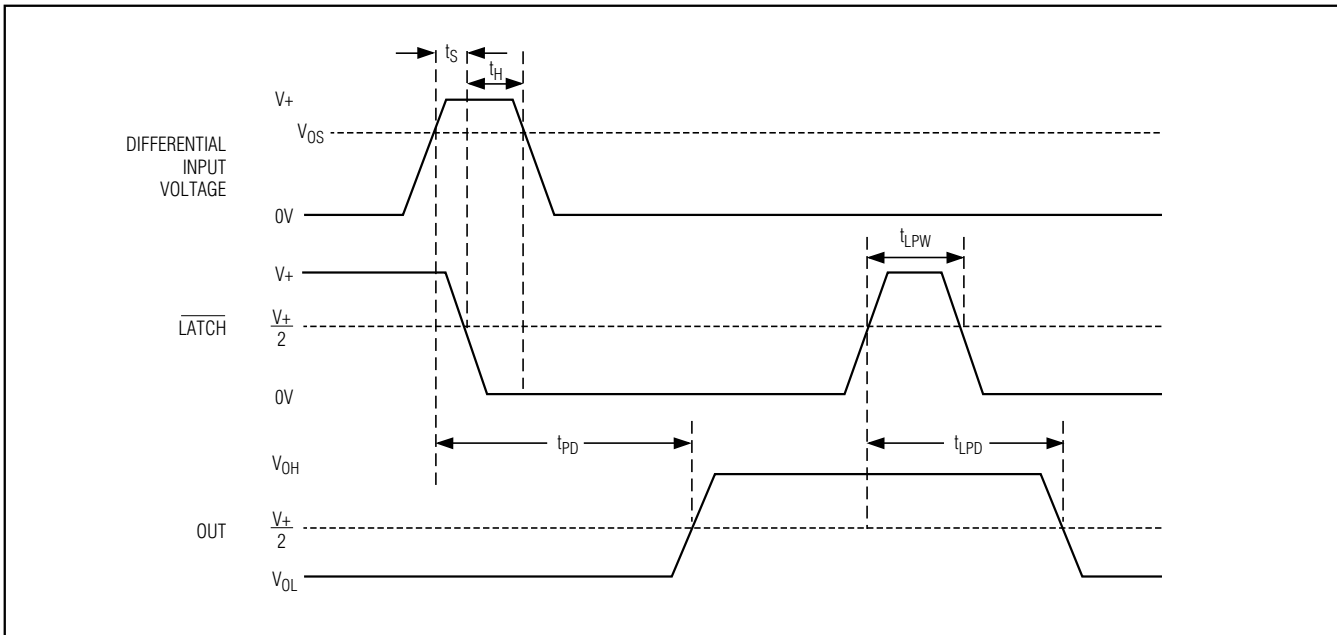 tS
tH
V+
VOS
DIFFERENTIAL
INPUT
VOLTAGE
0V
tLPW
V+
LATCH
V+
2
0V
tPD
tLPD
VOH
OUT
V+
2
VOL